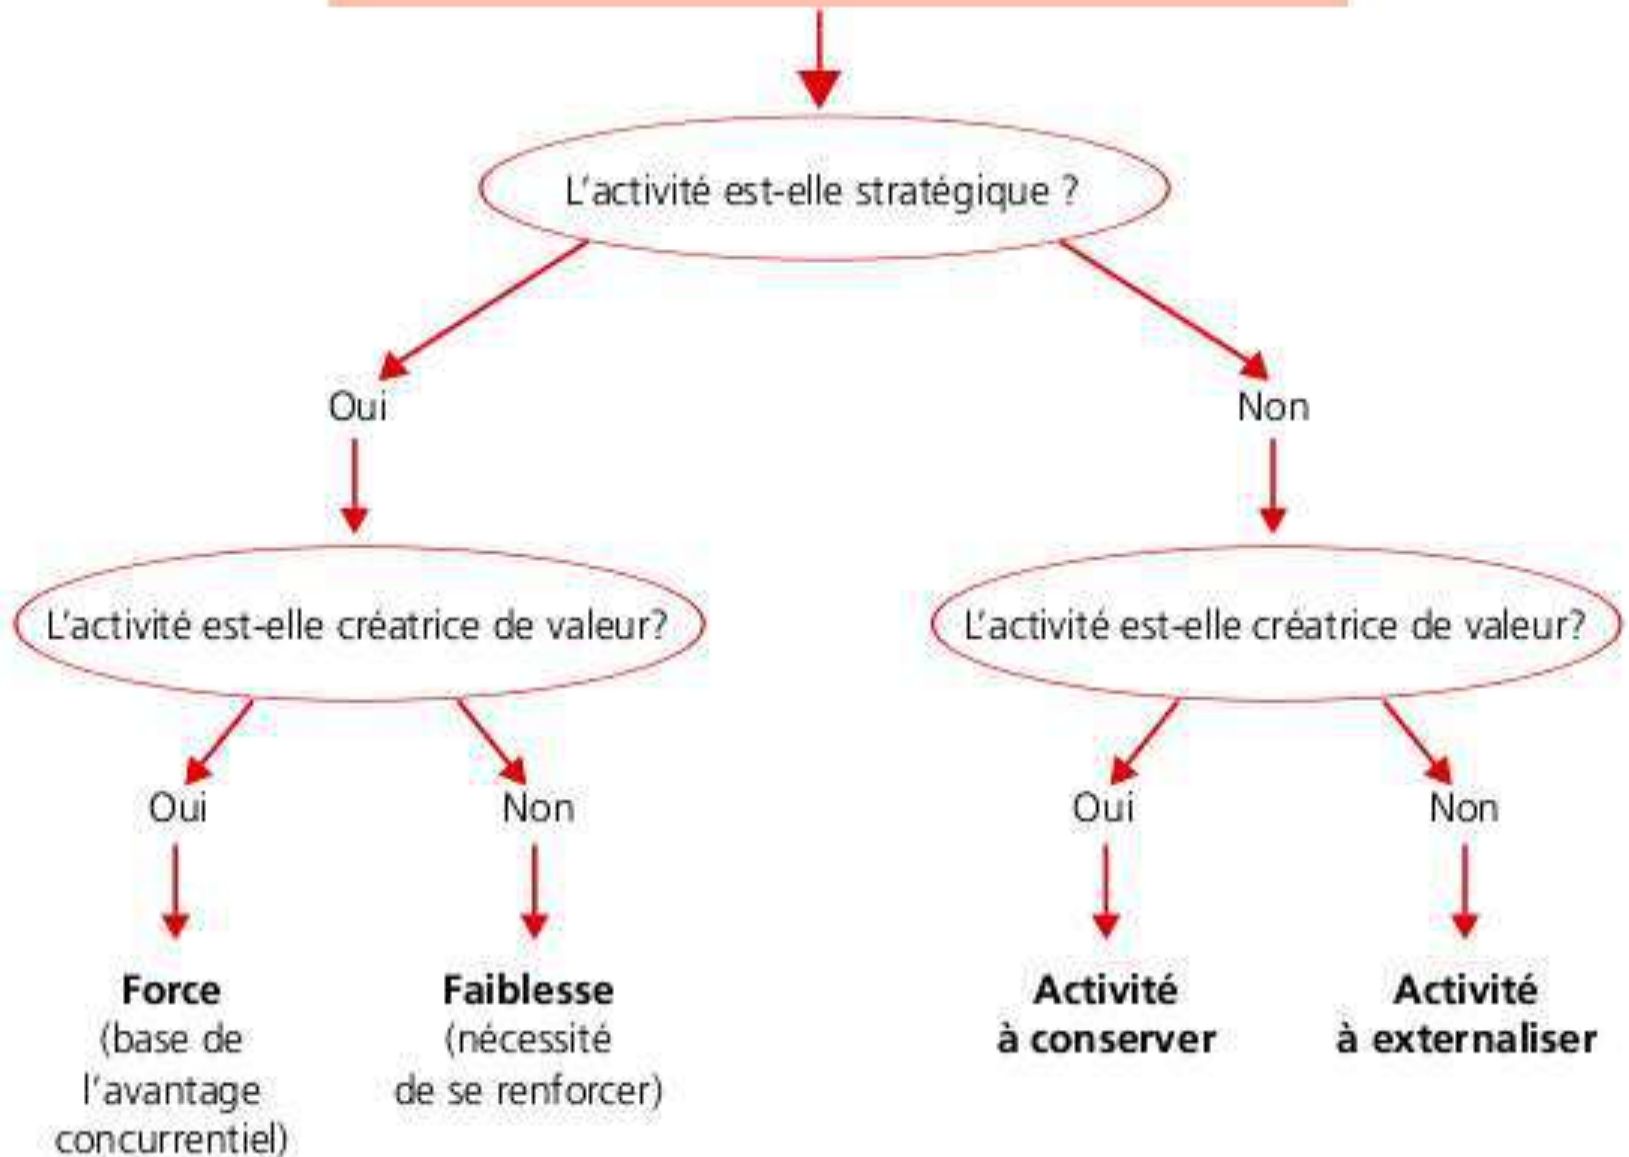 L'activité est-elle stratégique ?
Oui
Non
L'activité est-elle créatrice de valeur?
L'activité est-elle créatrice de valeur?
Oui
Non
Oui
Non
Force
(base de
l'avantage
concurrentiel)
Faiblesse
(nécessité
de se renforcer)
Activité
à conserver
Activité
à externaliser